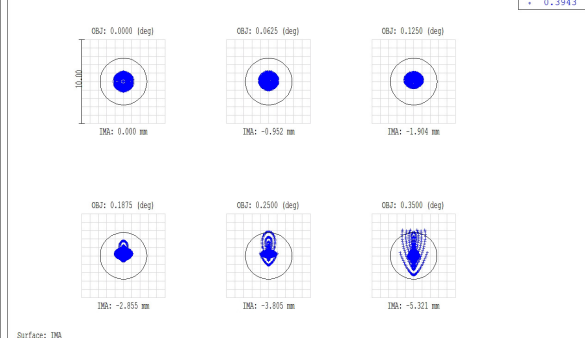 + 0.3943
OBJ: 0.0000 (deg)
OBJ: 0.0625 (deg)
OBJ: 0.1250 (deg)
10.00
IMA: 0.000 mm
IMA: -0.952 mm
IMA: -1.904 mm
OBJ: 0.1875 (deg)
OBJ: 0.2500 (deg)
OBJ: 0.3500 (deg)
IMA: -2.855 mm
IMA: -3.805 mm
IMA: -5.321 mm
Surface: IMA